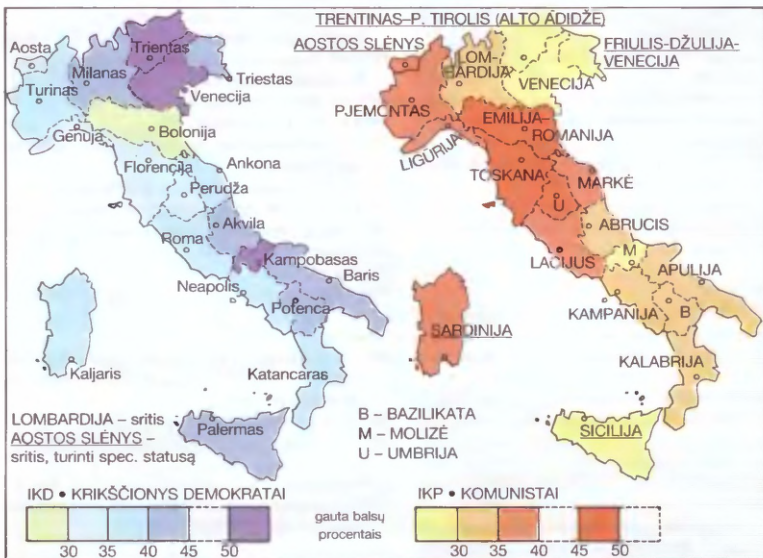 TRENTINAS–P. TIROLIS (ALTO ADIDŽE)
Aosta
Trientas
Milanas
Triestas
Turinas
Venecija
Genuja
Bolonija
Florencija
Ankona
Perudža
Akvila
Roma
Kampobasas
Neapolis
Baris
Potenca
Kaljaris
Katancaras
Palermas
LOMBARDIJA – sritis
AOSTOS SLĖNYS –
sritis, turinti spec. statusą
AOSTOS SLĖNYS
FRIULIS-DŽULIJA-
VENECIJA
LOM-
BARDIJA
VENECIJA
PJEMONTAS
EMILIJA–
ROMANIJA
LIGŪRIJA
TOSKANA
MARKĖ
U
ABRUCIS
LACIJUS
M
APULIJA
KAMPANIJA
B
SARDINIJA
KALABRIJA
SICILIJA
B – BAZILIKATA
M – MOLIZĖ
U – UMBRIJA
IKD • KRIKŠČIONYS DEMOKRATAI
30 35 40 45 50
gauta balsų
procentais
IKP • KOMUNISTAI
30 35 40 45 50